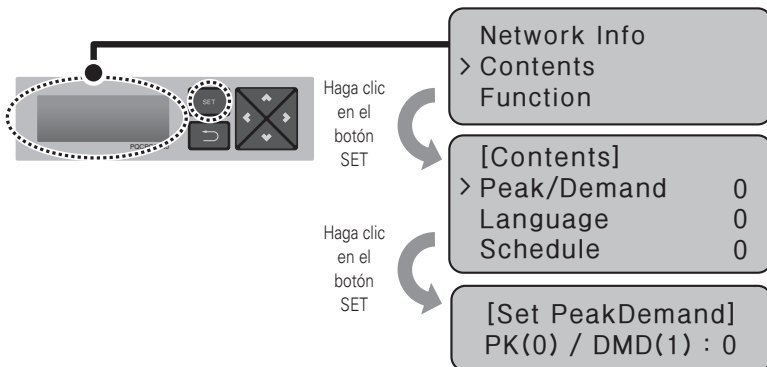 Network Info
> Contents
Function
SET
Haga clic
en el
botón
SET
[Contents]
> Peak/Demand 0
Language 0
Schedule 0
Haga clic
en el
botón
SET
[Set PeakDemand]
PK(0) / DMD(1) : 0